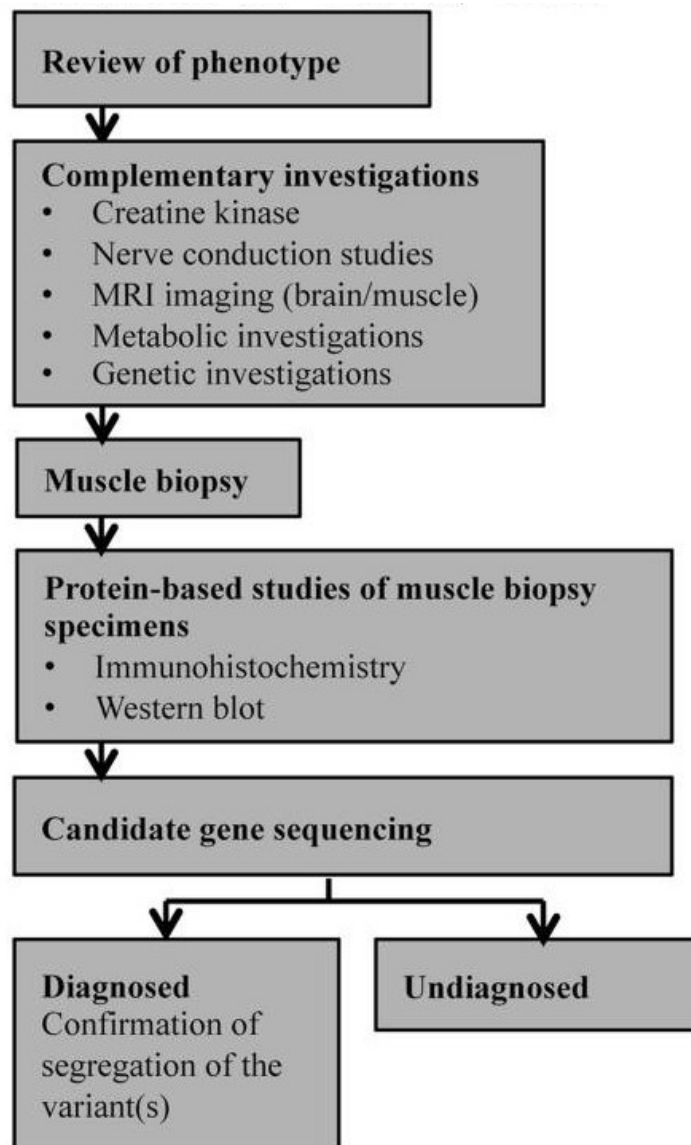 Review of phenotype
Complementary investigations
• Creatine kinase
• Nerve conduction studies
• MRI imaging (brain/muscle)
• Metabolic investigations
• Genetic investigations
Muscle biopsy
Protein-based studies of muscle biopsy
specimens
• Immunohistochemistry
• Western blot
Candidate gene sequencing
Diagnosed
Confirmation of
segregation of the
variant(s)
Undiagnosed